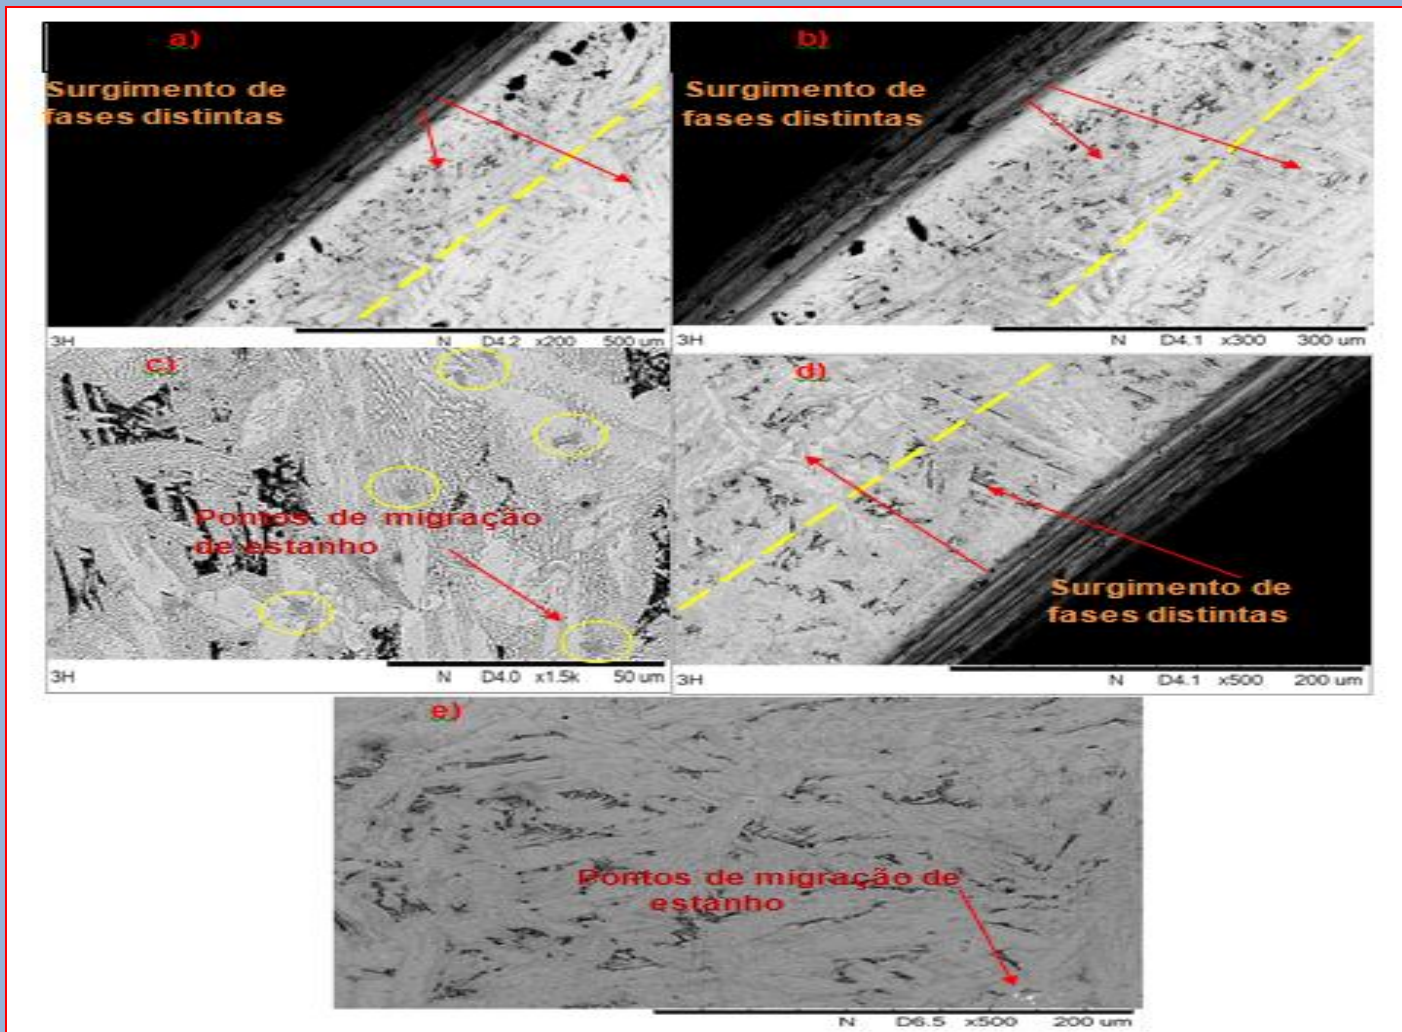 a)
Surgimento de
fases distintas
3H N D4.2 x200 500 um
b)
Surgimento de
fases distintas
3H N D4.1 x300 300 um
c)
Pontos de migração
de estanho
3H N D4.0 x1.5k 50 um
d)
Surgimento de
fases distintas
3H N D4.1 x500 200 um
e)
Pontos de migração de
estanho
N D6.5 x500 200 um